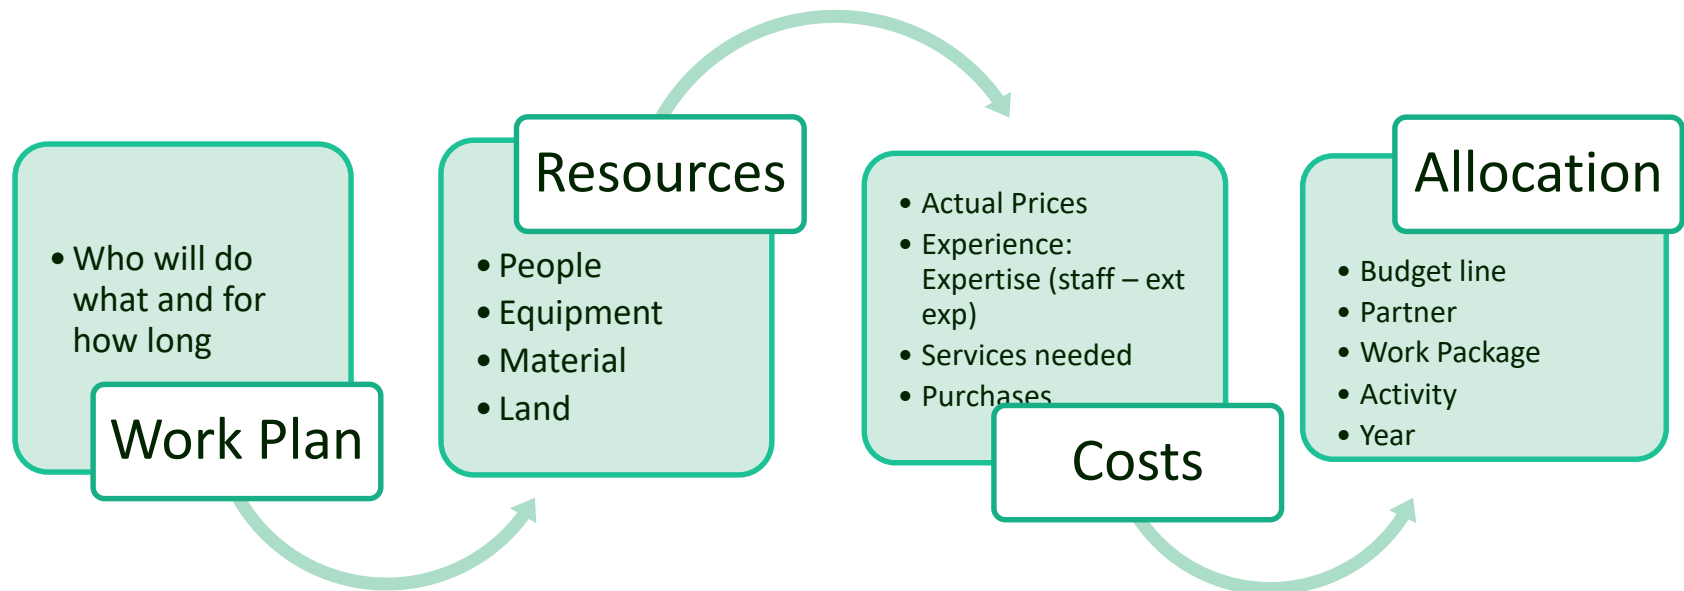 • Who will do
what and for
how long
Work Plan
Resources
• People
• Equipment
• Material
• Land
• Actual Prices
• Experience:
Expertise (staff – ext
exp)
• Services needed
• Purchases
Costs
Allocation
• Budget line
• Partner
• Work Package
• Activity
• Year